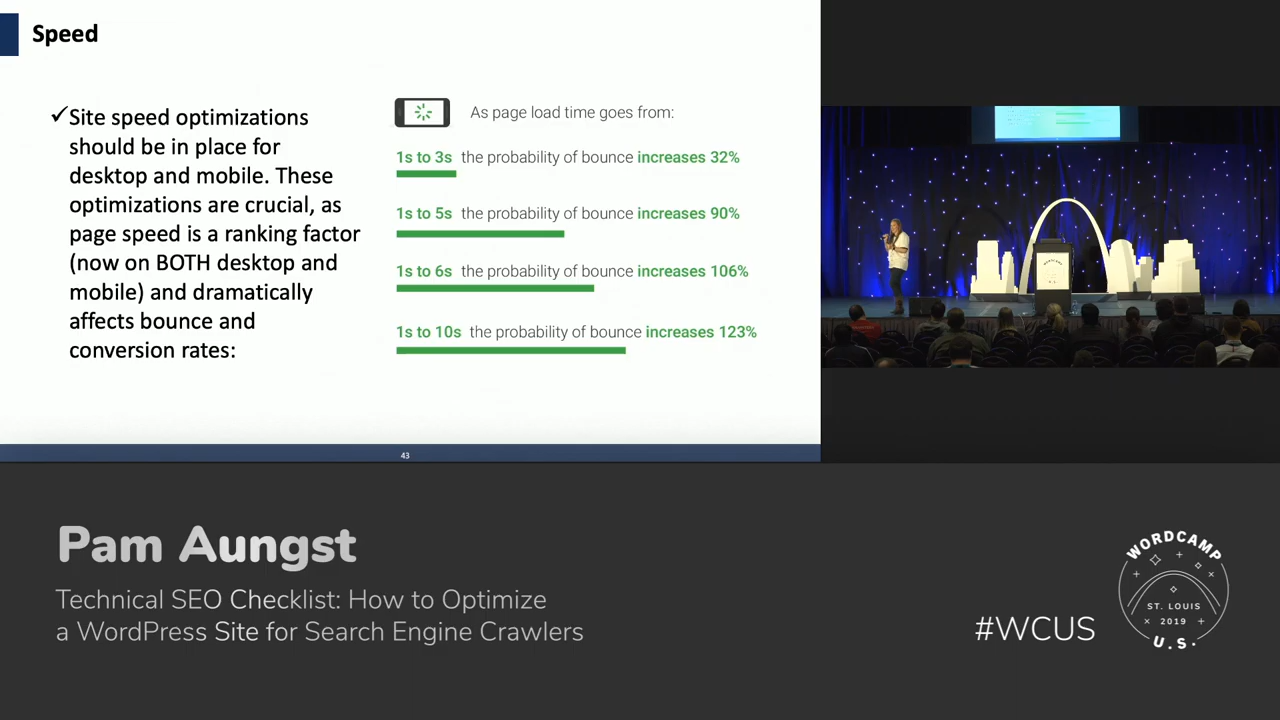 Speed
✓Site speed optimizations
should be in place for
desktop and mobile. These
optimizations are crucial, as
page speed is a ranking factor
(now on BOTH desktop and
mobile) and dramatically
affects bounce and
conversion rates:
As page load time goes from:
1s to 3s the probability of bounce increases 32%
1s to 5s the probability of bounce increases 90%
1s to 6s the probability of bounce increases 106%
1s to 10s the probability of bounce increases 123%
43
Pam Aungst
Technical SEO Checklist: How to Optimize
a WordPress Site for Search Engine Crawlers
#WCUS
WORDCAMP
ST. LOUIS
2019
U.S.